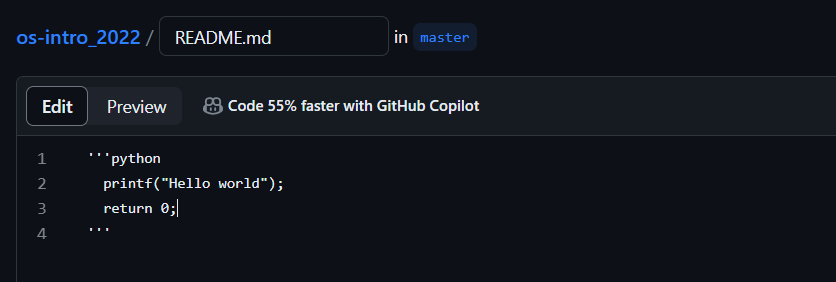 os-intro_2022 / README.md in master
Edit Preview Code 55% faster with GitHub Copilot
1 '''python
2 printf("Hello world");
3 return 0;
4 '''